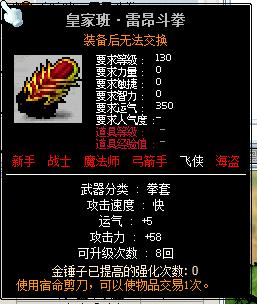 皇家班·雷昂斗拳
装备后无法交换
要求等级： 130
要求力量： 0
要求敏捷： 0
要求智力： 0
要求运气： 350
要求人气度： -
道具等级： -
道具经验值： -
新手 战士 魔法师 弓箭手 飞侠 海盗
武器分类 ： 拳套
攻击速度 ： 快
运气 ： +5
攻击力 ： +58
可升级次数 ： 8回
金锤子已提高的强化次数: 0
使用宿命剪刀，可以使物品交易1次。